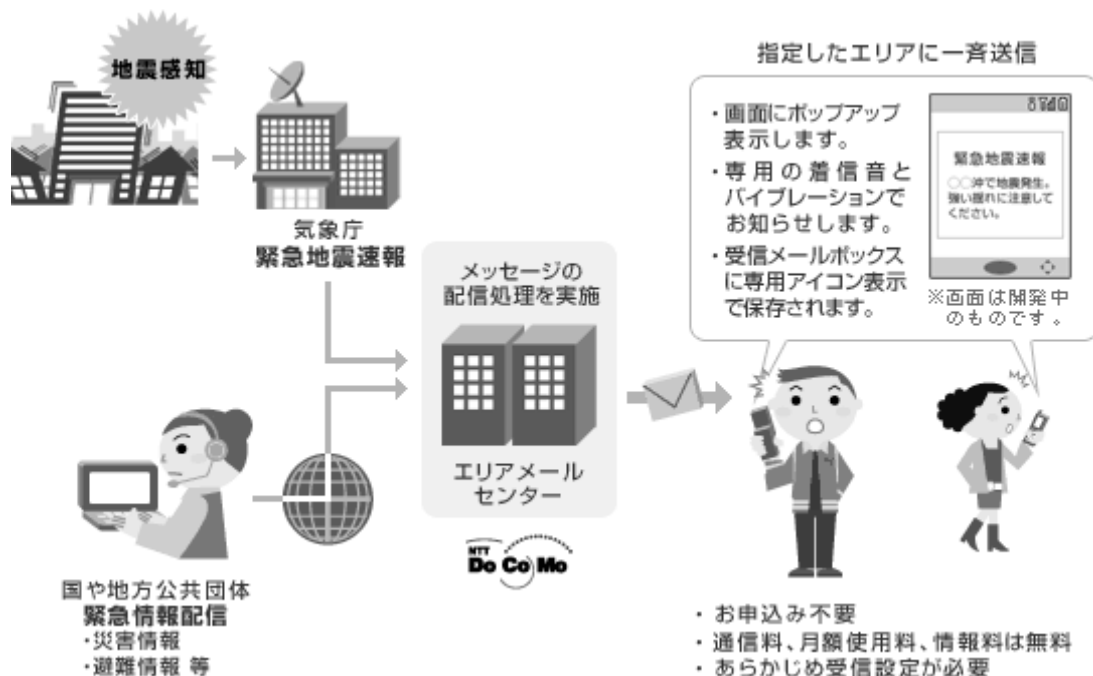 地震感知
気象庁
緊急地震速報
国や地方公共団体
緊急情報配信
・災害情報
・避難情報 等
メッセージの
配信処理を実施
エリアメール
センター
NTT
DoCoMo
指定したエリアに一斉送信
・画面にポップアップ
表示します。
・専用の着信音と
バイブレーションで
お知らせします。
・受信メールボックス
に専用アイコン表示
で保存されます。
緊急地震速報
○○沖で地震発生。
強い揺れに注意して
ください。
※画面は開発中
のものです。
・お申込み不要
・通信料、月額使用料、情報料は無料
・あらかじめ受信設定が必要